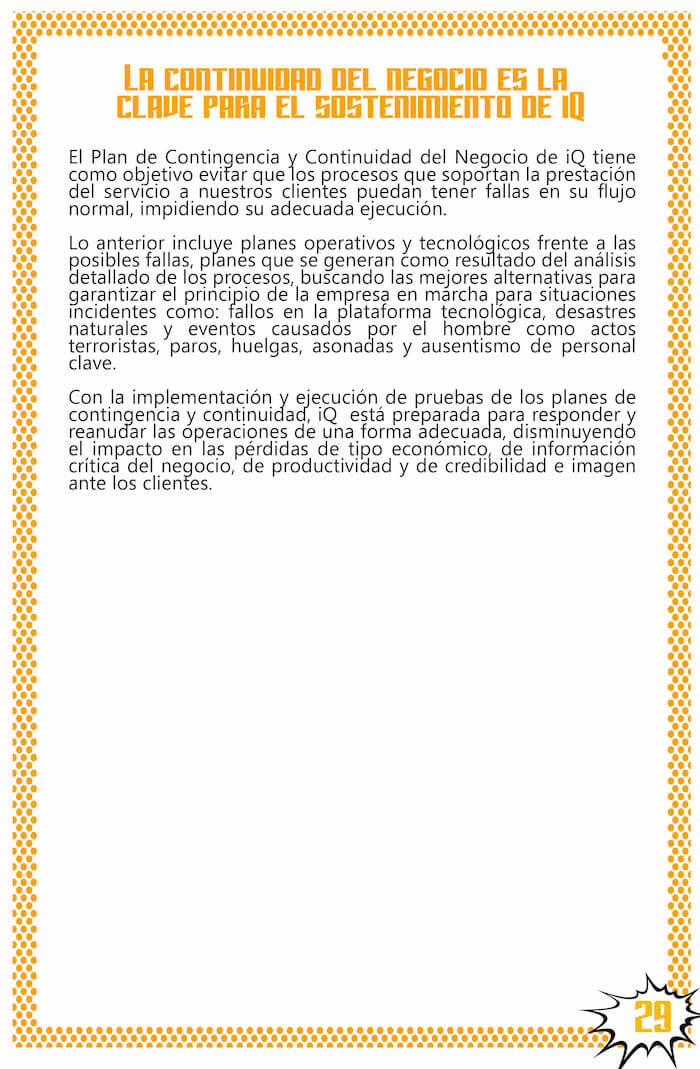 La continuidad del negocio es la
clave para el sostenimiento de iQ
El Plan de Contingencia y Continuidad del Negocio de iQ tiene
como objetivo evitar que los procesos que soportan la prestación
del servicio a nuestros clientes puedan tener fallas en su flujo
normal, impidiendo su adecuada ejecución.
Lo anterior incluye planes operativos y tecnológicos frente a las
posibles fallas, planes que se generan como resultado del análisis
detallado de los procesos, buscando las mejores alternativas para
garantizar el principio de la empresa en marcha para situaciones
incidentes como: fallos en la plataforma tecnológica, desastres
naturales y eventos causados por el hombre como actos
terroristas, paros, huelgas, asonadas y ausentismo de personal
clave.
Con la implementación y ejecución de pruebas de los planes de
contingencia y continuidad, iQ está preparada para responder y
reanudar las operaciones de una forma adecuada, disminuyendo
el impacto en las pérdidas de tipo económico, de información
crítica del negocio, de productividad y de credibilidad e imagen
ante los clientes.
29